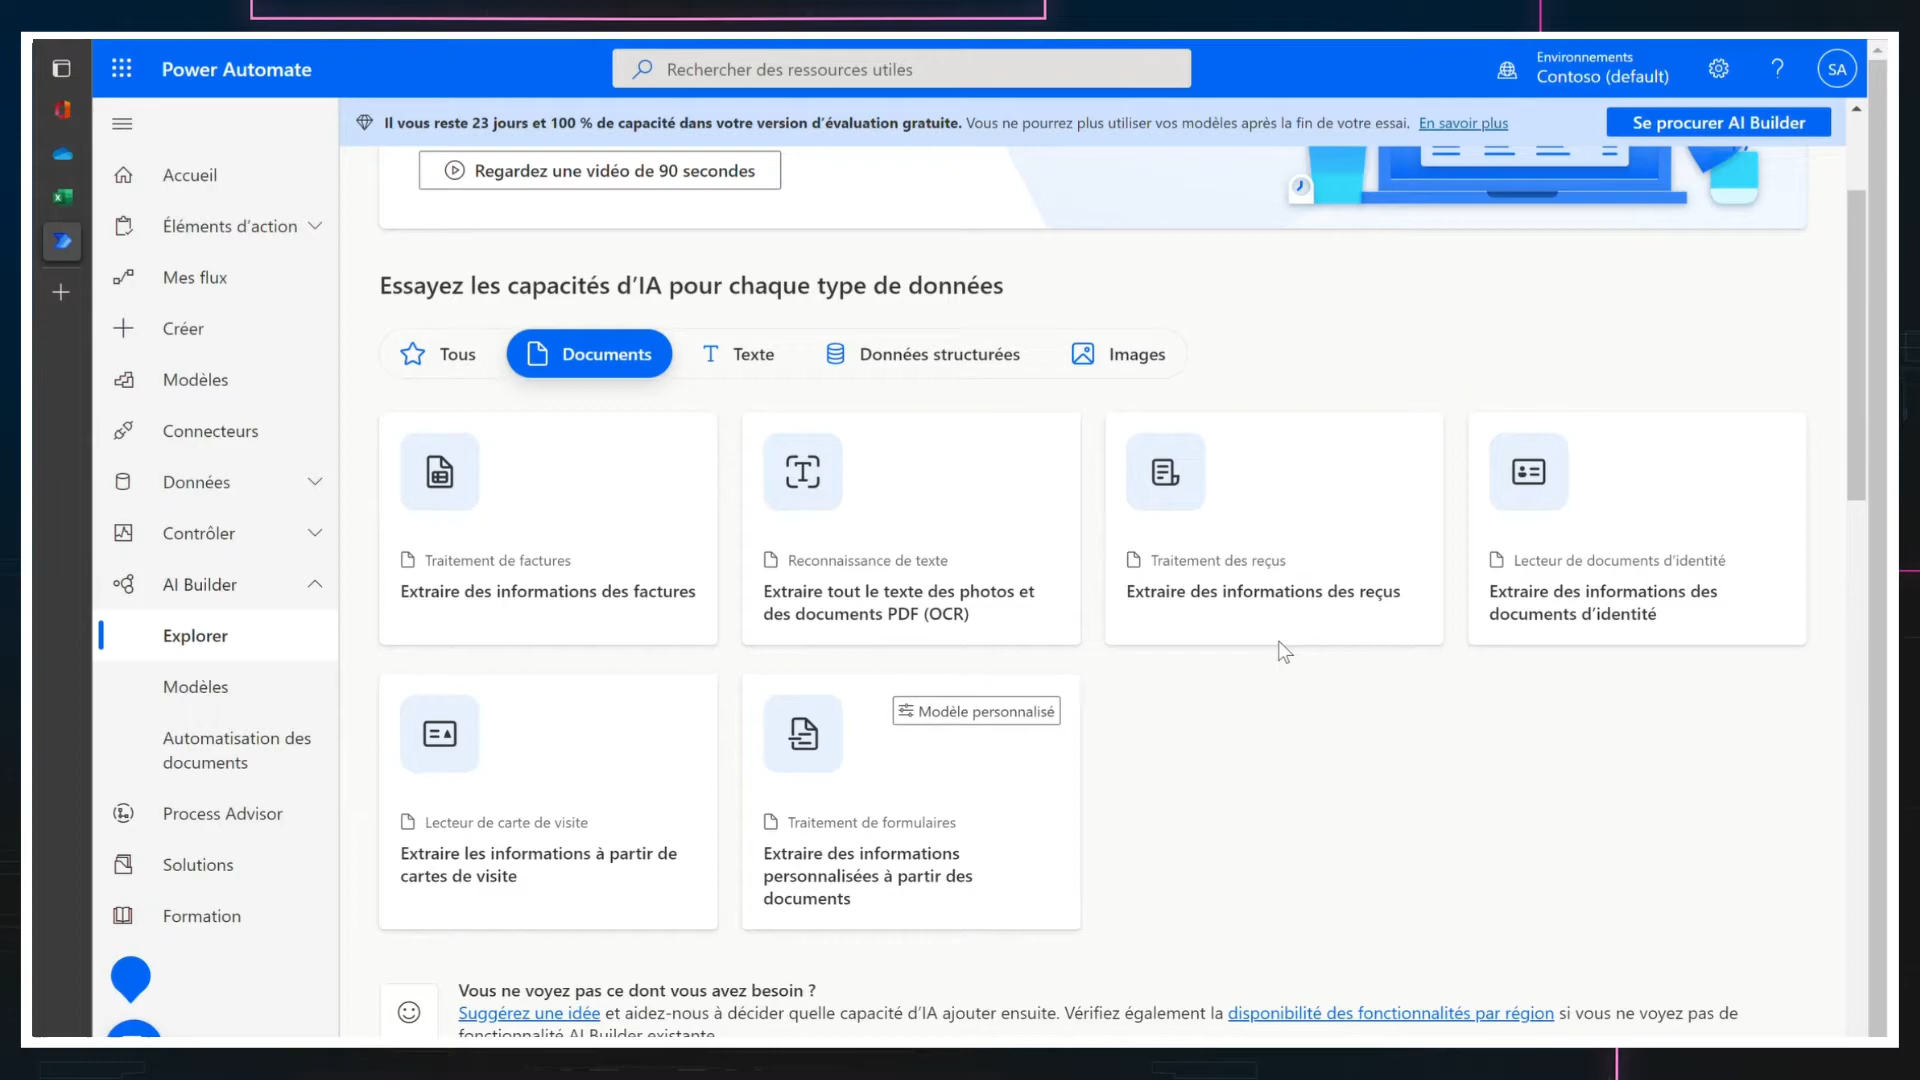 Power Automate
Rechercher des ressources utiles
Environnements
Contoso (default)
SA
Il vous reste 23 jours et 100 % de capacité dans votre version d’évaluation gratuite. Vous ne pourrez plus utiliser vos modèles après la fin de votre essai. En savoir plus
Se procurer AI Builder
Regardez une vidéo de 90 secondes
Accueil
Éléments d’action
Mes flux
Créer
Modèles
Connecteurs
Données
Contrôler
AI Builder
Explorer
Modèles
Automatisation des
documents
Process Advisor
Solutions
Formation
Essayez les capacités d’IA pour chaque type de données
Tous
Documents
Texte
Données structurées
Images
Traitement de factures
Extraire des informations des factures
Reconnaissance de texte
Extraire tout le texte des photos et
des documents PDF (OCR)
Traitement des reçus
Extraire des informations des reçus
Lecteur de documents d’identité
Extraire des informations des
documents d’identité
Lecteur de carte de visite
Extraire les informations à partir de
cartes de visite
Modèle personnalisé
Traitement de formulaires
Extraire des informations
personnalisées à partir des
documents
Vous ne voyez pas ce dont vous avez besoin ?
Suggérez une idée et aidez-nous à décider quelle capacité d’IA ajouter ensuite. Vérifiez également la disponibilité des fonctionnalités par région si vous ne voyez pas de
fonctionnalité AI Builder existante.